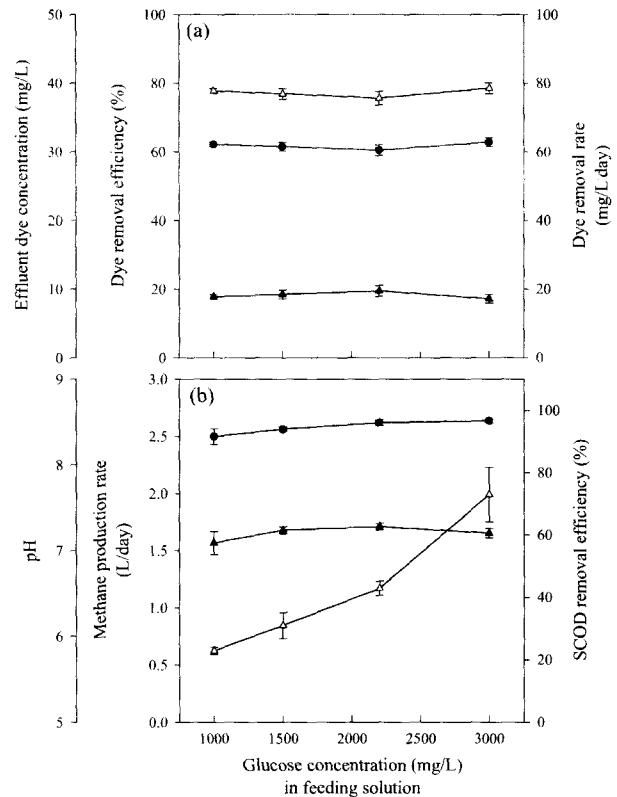 (a)
50
40
30
20
10
0
Effluent dye concentration (mg/L)
100
80
60
40
20
0
Dye removal efficiency (%)
100
80
60
40
20
0
Dye removal rate
(mg/L/day)
(b)
9
8
7
6
5
pH
3.0
2.5
2.0
1.5
1.0
0.5
0.0
Methane production rate
(L/day)
100
80
60
40
20
0
SCOD removal efficiency (%)
1000 1500 2000 2500 3000
Glucose concentration (mg/L)
in feeding solution